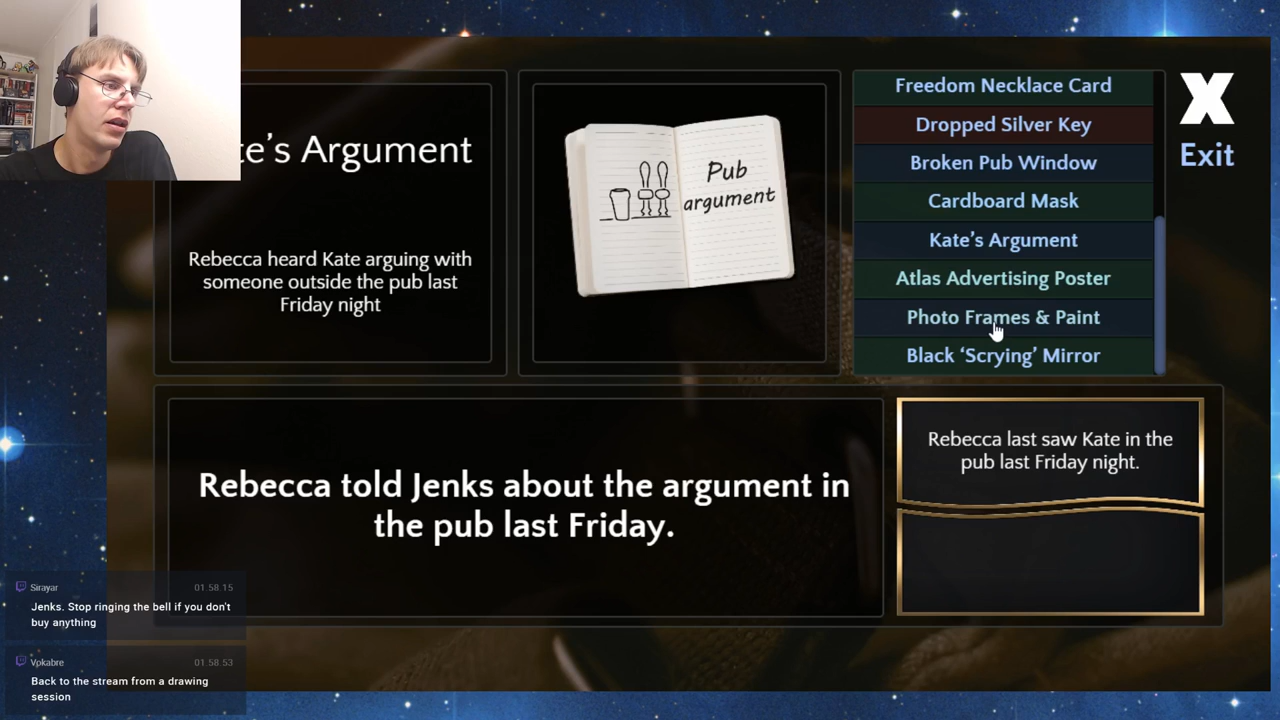 te's Argument
Rebecca heard Kate arguing with
someone outside the pub last
Friday night
Pub
argument
Freedom Necklace Card
Dropped Silver Key
Broken Pub Window
Cardboard Mask
Kate's Argument
Atlas Advertising Poster
Photo Frames & Paint
Black ‘Scrying’ Mirror
X
Exit
Rebecca told Jenks about the argument in
the pub last Friday.
Rebecca last saw Kate in the
pub last Friday night.
Sirayar 01.58.15
Jenks. Stop ringing the bell if you don't
buy anything
Vpkabre 01.58.53
Back to the stream from a drawing
session